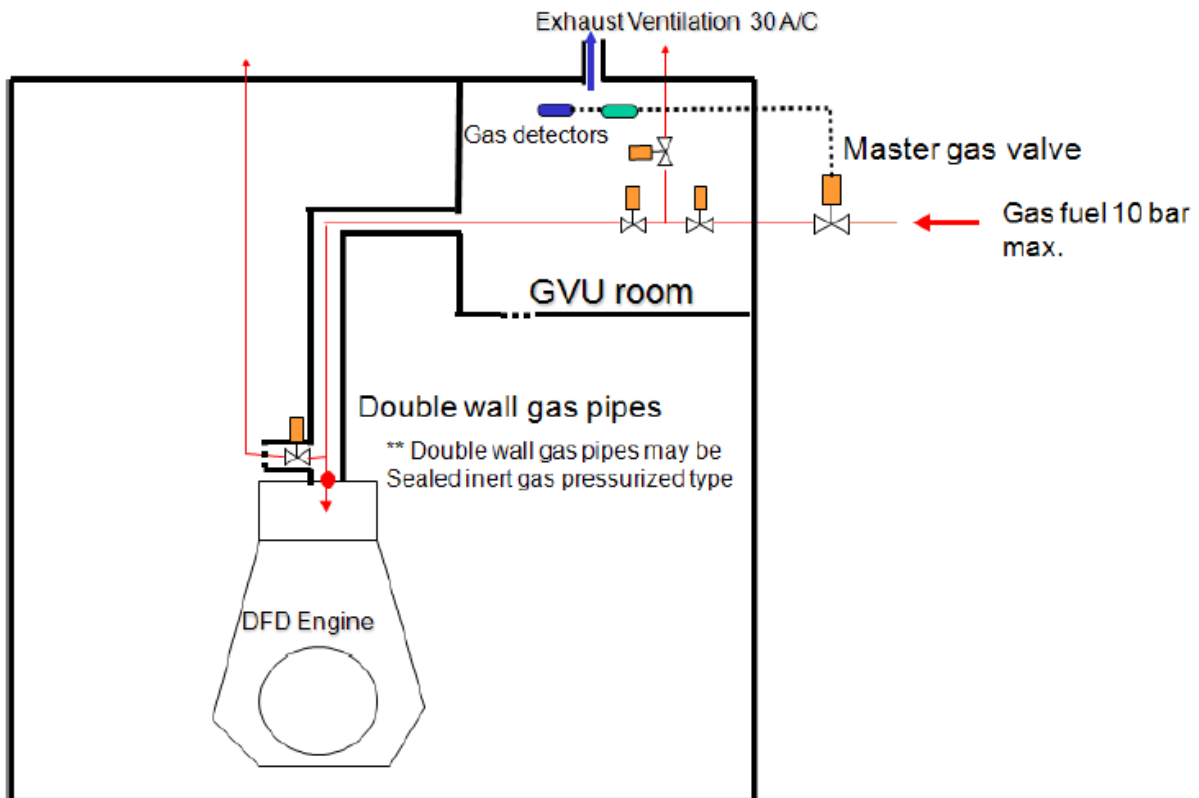 Exhaust Ventilation 30 A/C
Gas detectors
Master gas valve
Gas fuel 10 bar
max.
GVU room
Double wall gas pipes
** Double wall gas pipes may be
Sealed inert gas pressurized type
DFD Engine